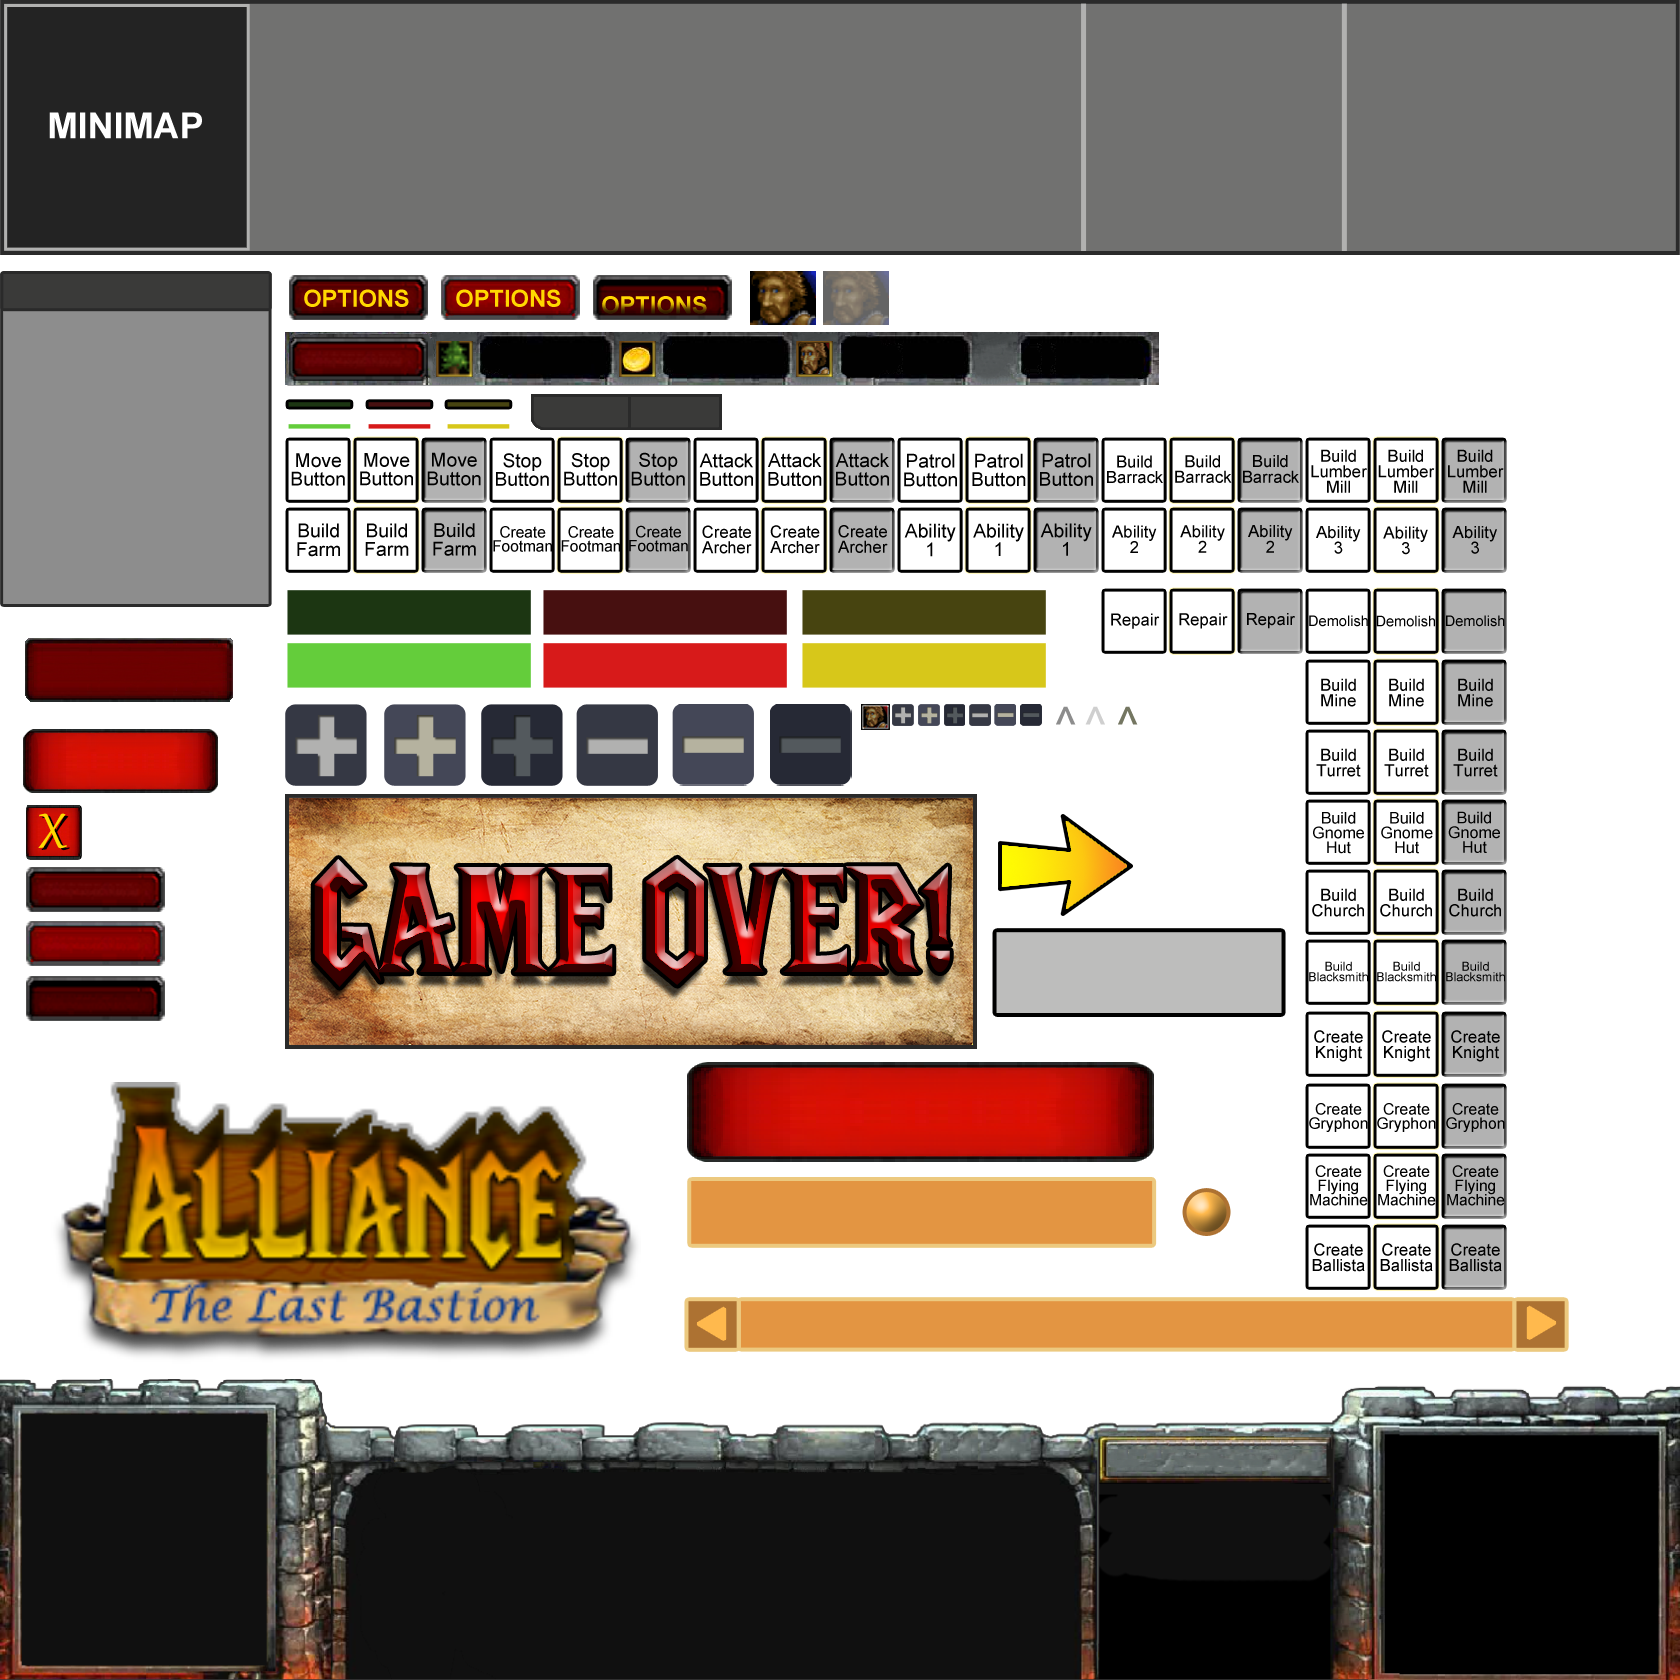 MINIMAP
OPTIONS OPTIONS OPTIONS
Move Button Move Button Move Button Stop Button Stop Button Stop Button Attack Button Attack Button Attack Button Patrol Button Patrol Button Patrol Button Build Barrack Build Barrack Build Barrack Build Lumber Mill Build Lumber Mill Build Lumber Mill
Build Farm Build Farm Build Farm Create Footman Create Footman Create Footman Create Archer Create Archer Create Archer Ability 1 Ability 1 Ability 1 Ability 2 Ability 2 Ability 2 Ability 3 Ability 3 Ability 3
Repair Repair Repair Demolish Demolish Demolish
Build Mine Build Mine Build Mine
Build Turret Build Turret Build Turret
X
Build Gnome Hut Build Gnome Hut Build Gnome Hut
GAME OVER!
Build Church Build Church Build Church
Build Blacksmith Build Blacksmith Build Blacksmith
Create Knight Create Knight Create Knight
Create Gryphon Create Gryphon Create Gryphon
Create Flying Machine Create Flying Machine Create Flying Machine
Create Ballista Create Ballista Create Ballista
ALLIANCE
The Last Bastion